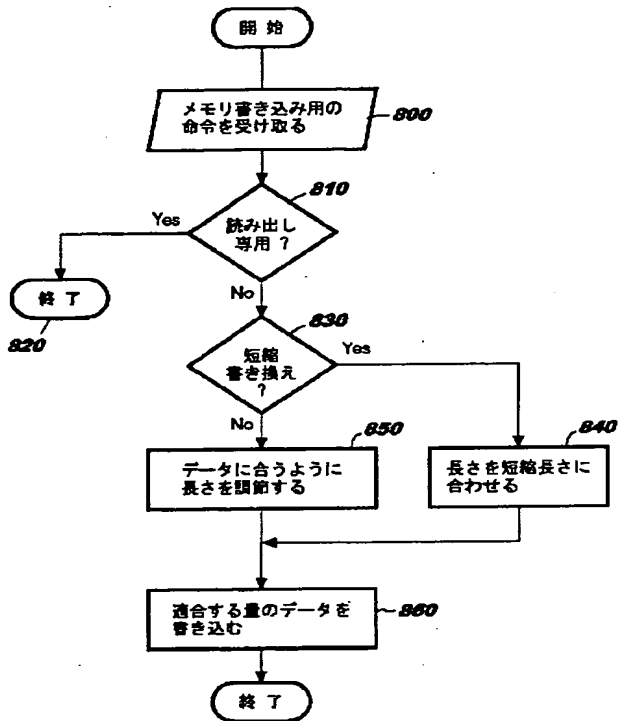 開始
メモリ書き込み用の
命令を受け取る
800
810
Yes
読み出し
専用?
終了
820
No
830
短縮
書き換え
?
Yes
No
850
データに合うように
長さを調節する
840
長さを短縮長さに
合わせる
適合する量のデータを
書き込む
860
終了